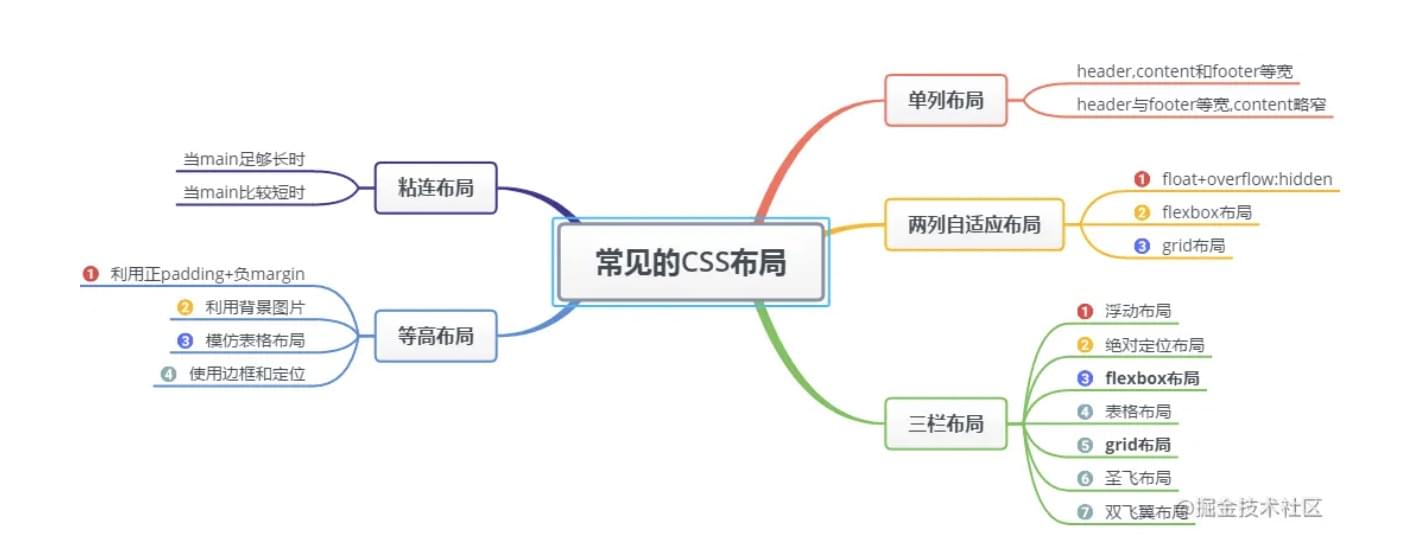 常见的CSS布局
单列布局
header,content和footer等宽
header与footer等宽,content略窄
两列自适应布局
1 float+overflow:hidden
2 flexbox布局
3 grid布局
三栏布局
1 浮动布局
2 绝对定位布局
3 flexbox布局
4 表格布局
5 grid布局
6 圣飞布局
7 双飞翼布局
粘连布局
当main足够长时
当main比较短时
等高布局
1 利用正padding+负margin
2 利用背景图片
3 模仿表格布局
4 使用边框和定位
@掘金技术社区